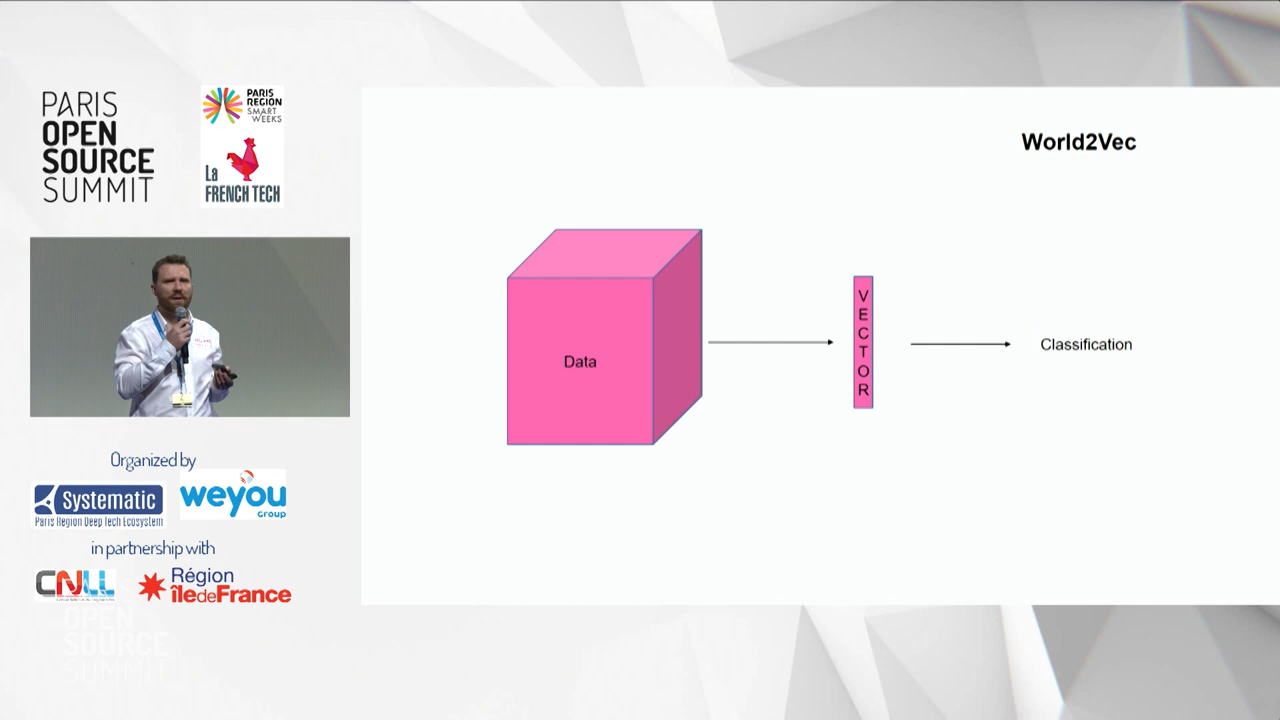 PARIS
OPEN
SOURCE
SUMMIT
PARIS
REGION
SMART
WEEKS
La
FRENCH TECH
World2Vec
Data
VECTOR
Classification
Organized by
Systematic
Paris Region Deep Tech Ecosystem
weyou
GROUP
in partnership with
CNLL
Région
îledeFrance
OPEN
SOURCE
SUMMIT